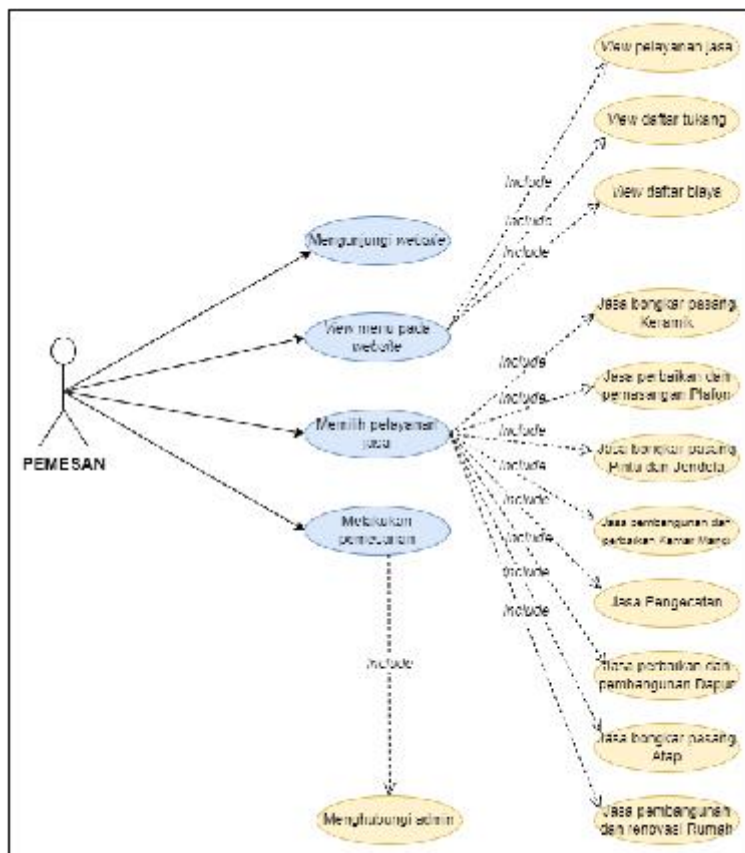 View pelayanan jasa
View daftar tukang
View daftar biaya
include
include
include
Mengunjungi website
View menu pada
website
Memilih pelayanan
jasa
Melakukan
pemesanan
PEMESAN
Jasa bongkar pasang
Keramik
Jasa perbaikan dan
pemasangan Plafon
Jasa bongkar pasang
Pintu dan Jendela
Jasa pembangunan dan
perbaikan Kamar Mandi
Jasa Pengecatan
Jasa perbaikan dan
pembangunan Dapur
Jasa bongkar pasang
Atap
Jasa pembangunan
dan renovasi Rumah
include
include
include
include
include
include
include
include
include
Menghubungi admin